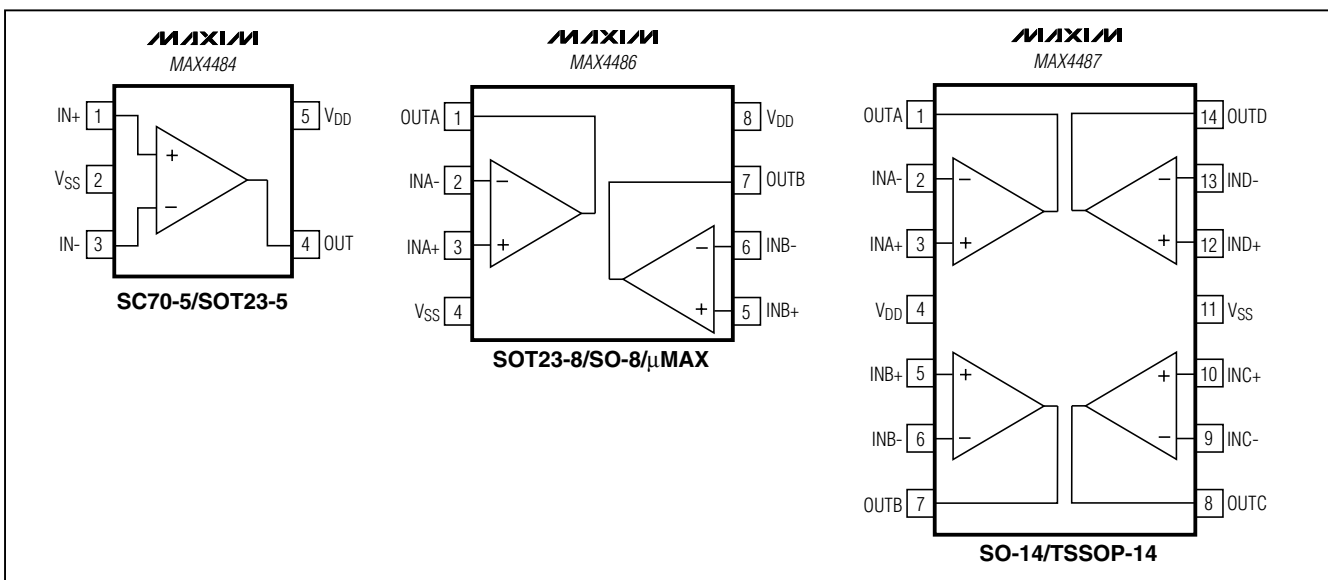 MAXIM
MAX4484
IN+ 1
5 VDD
VSS 2
IN- 3
4 OUT
+
−
SC70-5/SOT23-5
MAXIM
MAX4486
OUTA 1
8 VDD
INA- 2
7 OUTB
INA+ 3
6 INB-
VSS 4
5 INB+
−
+
−
+
SOT23-8/SO-8/μMAX
MAXIM
MAX4487
OUTA 1
14 OUTD
INA- 2
13 IND-
INA+ 3
12 IND+
VDD 4
11 VSS
INB+ 5
10 INC+
INB- 6
9 INC-
OUTB 7
8 OUTC
−
+
−
+
+
−
+
−
SO-14/TSSOP-14